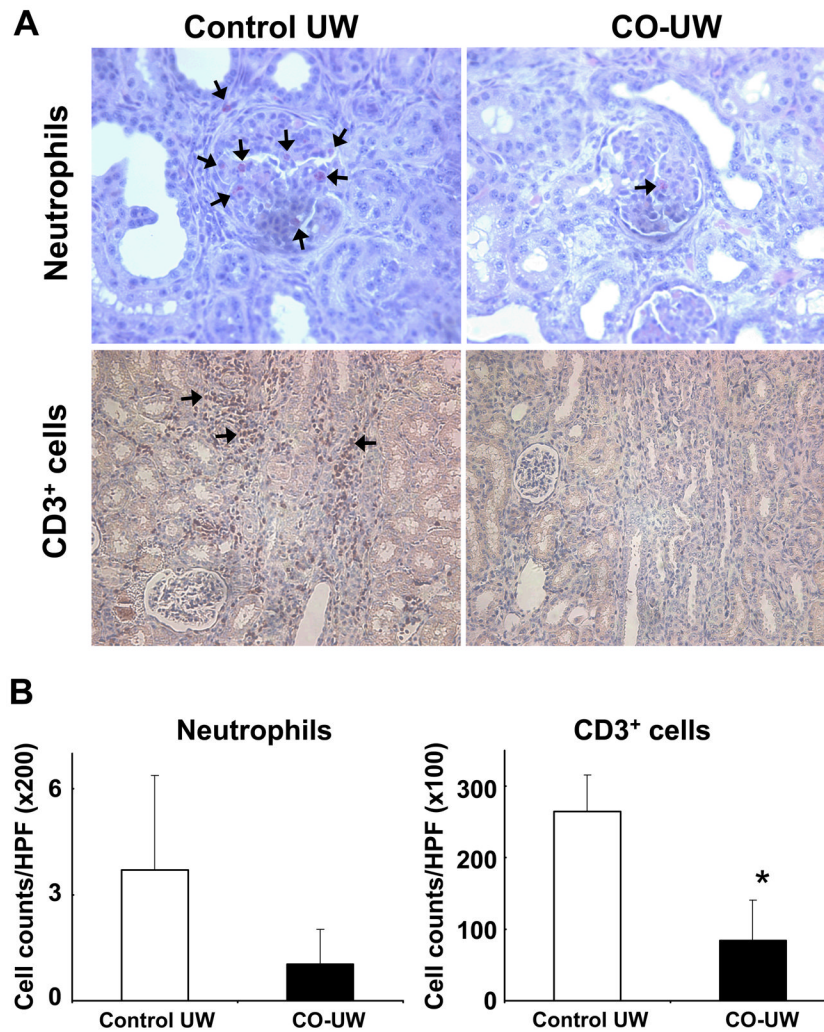 A
Control UW
CO-UW
Neutrophils
CD3⁺ cells
B
Neutrophils
Cell counts/HPF (x200)
6
3
0
Control UW
CO-UW
CD3⁺ cells
Cell counts/HPF (x100)
300
200
100
0
*
Control UW
CO-UW